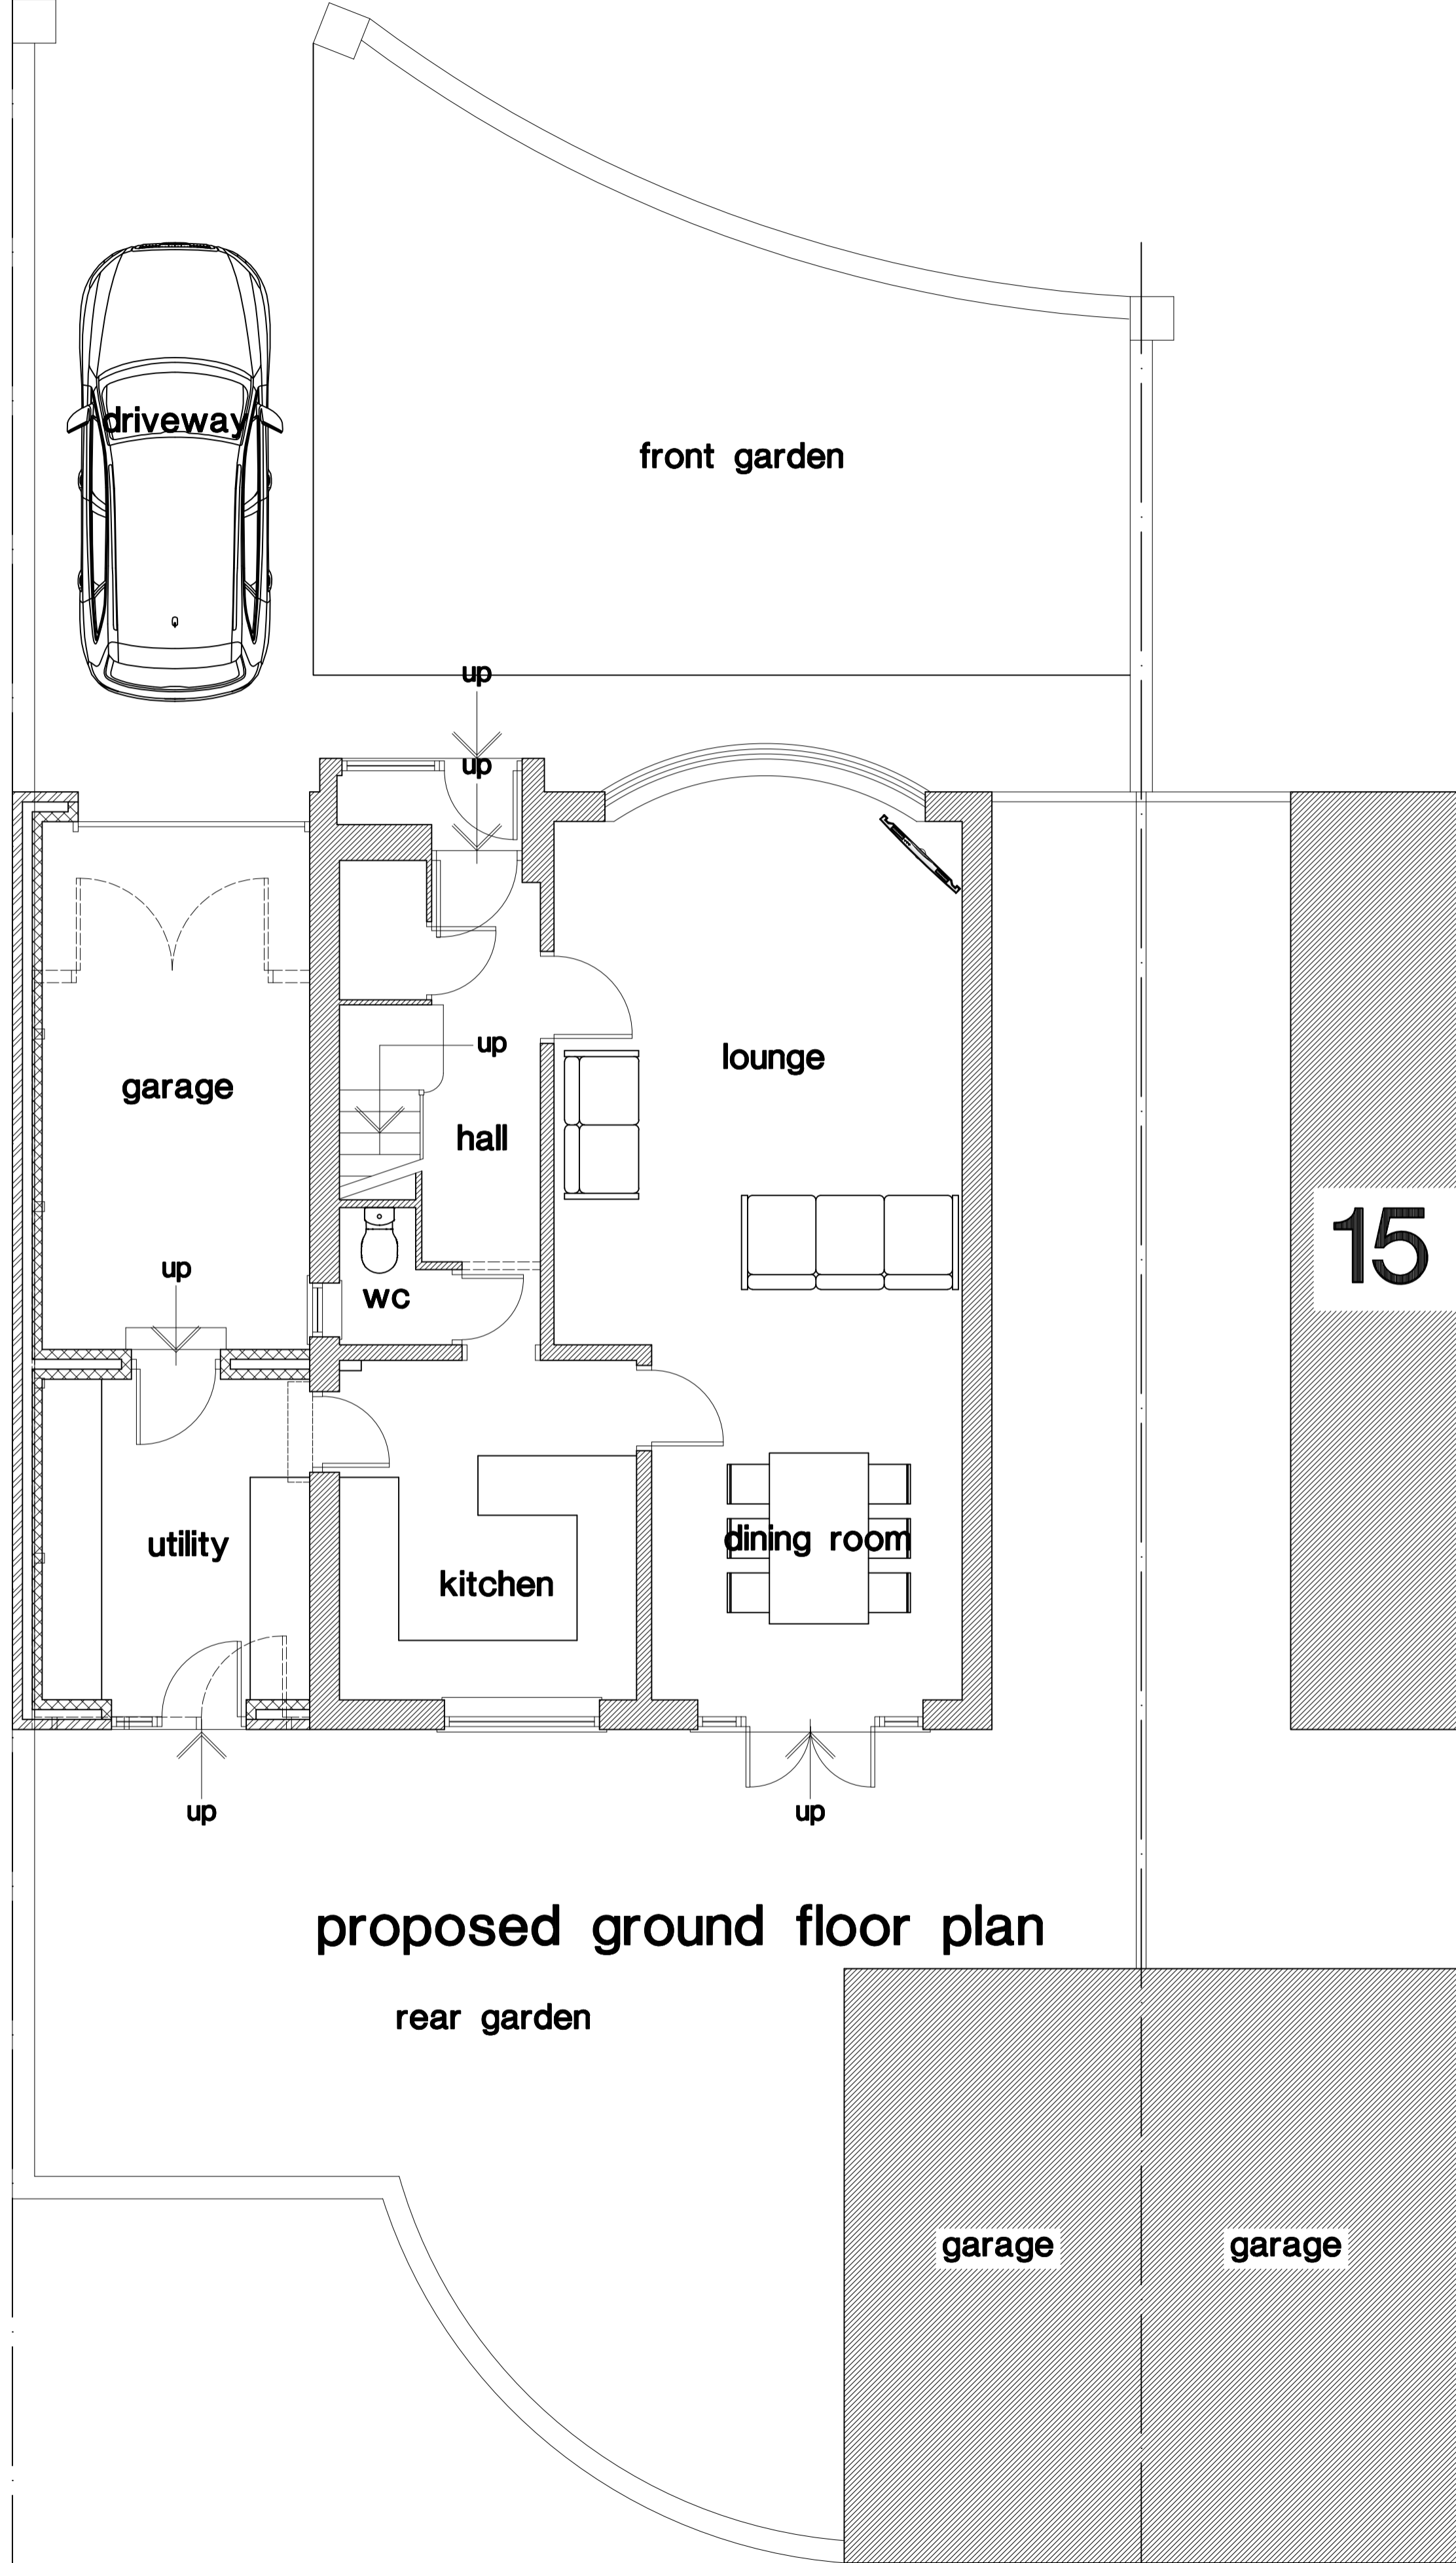 driveway
front garden
up
up
up
lounge
garage
hall
15
up
wc
dining room
utility
kitchen
up
up
proposed ground floor plan
rear garden
garage
garage